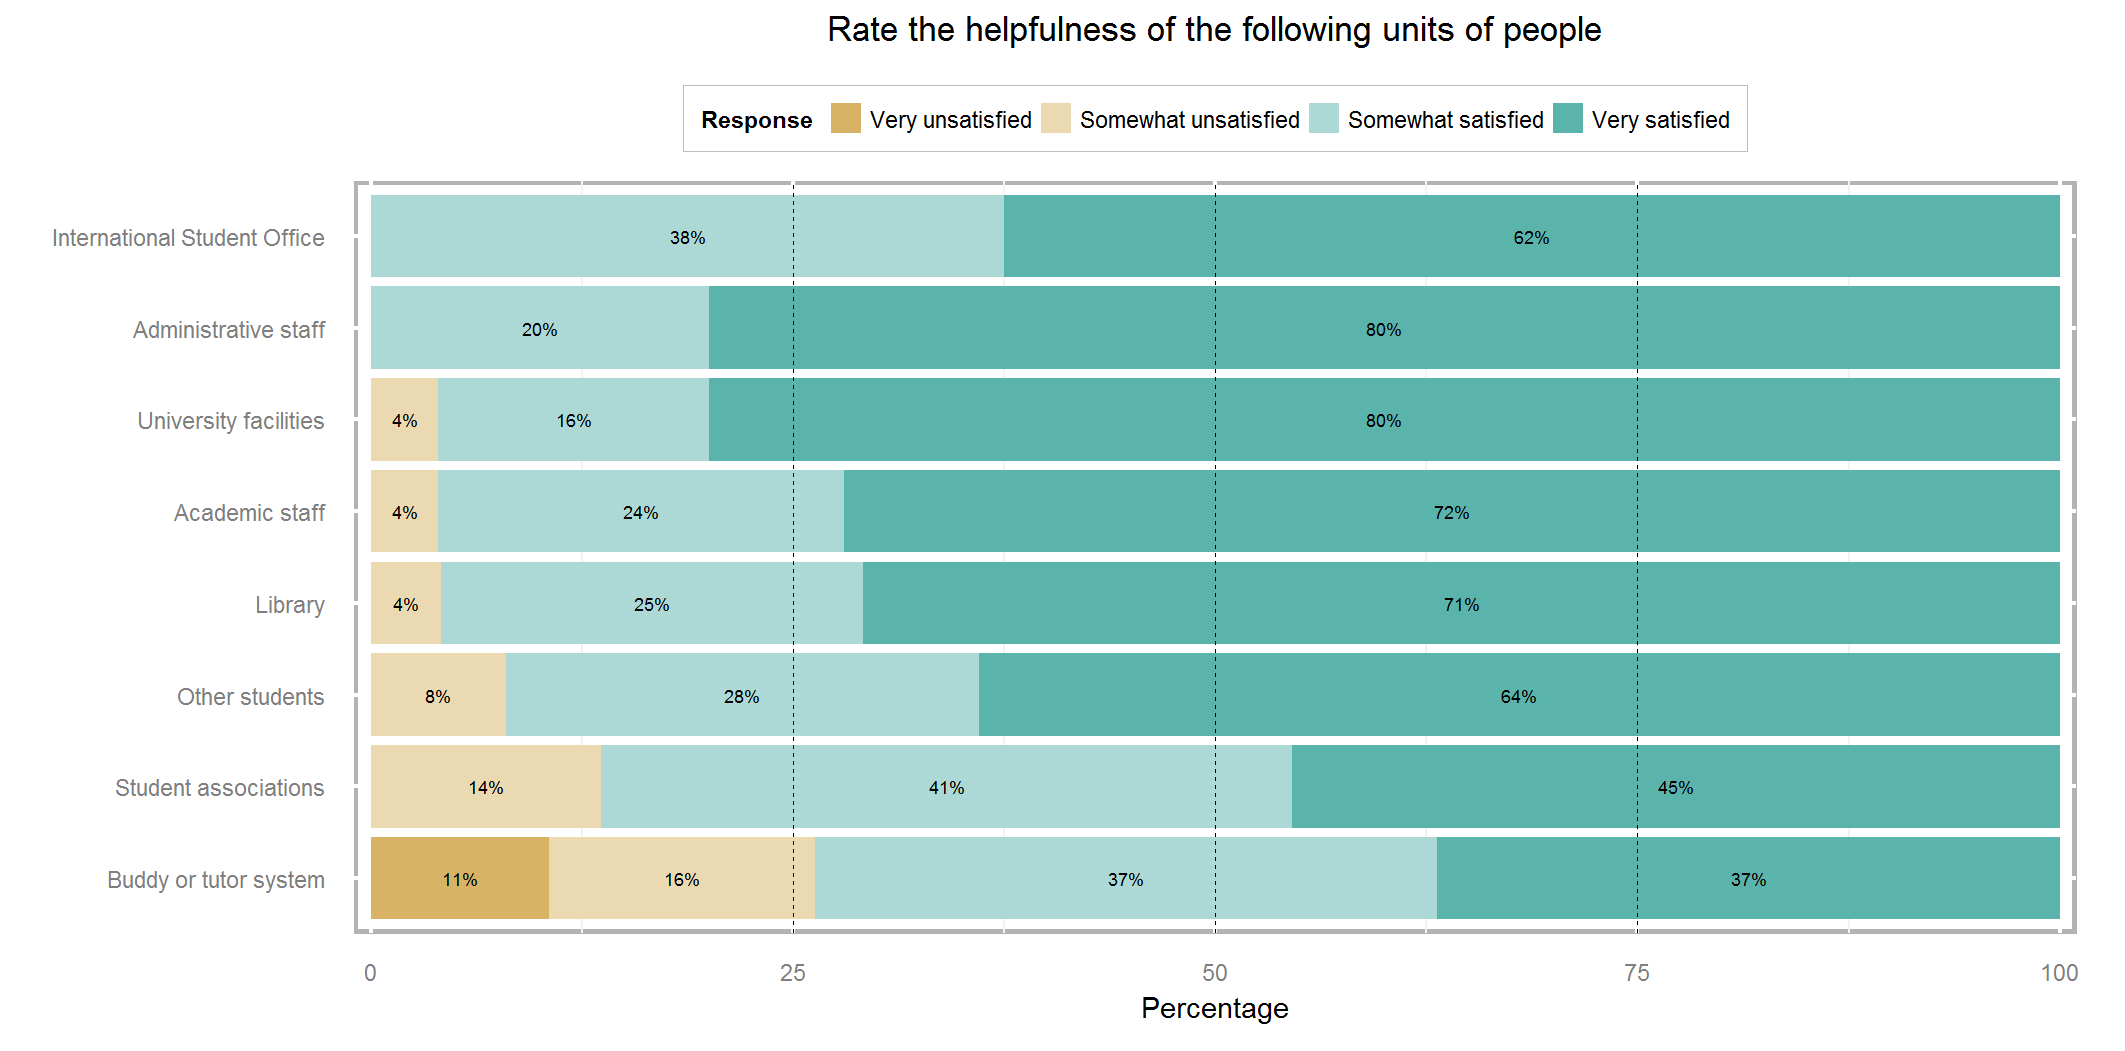 Rate the helpfulness of the following units of people
Response Very unsatisfied Somewhat unsatisfied Somewhat satisfied Very satisfied
International Student Office 38% 62%
Administrative staff 20% 80%
University facilities 4% 16% 80%
Academic staff 4% 24% 72%
Library 4% 25% 71%
Other students 8% 28% 64%
Student associations 14% 41% 45%
Buddy or tutor system 11% 16% 37% 37%
0 25 50 75 100
Percentage